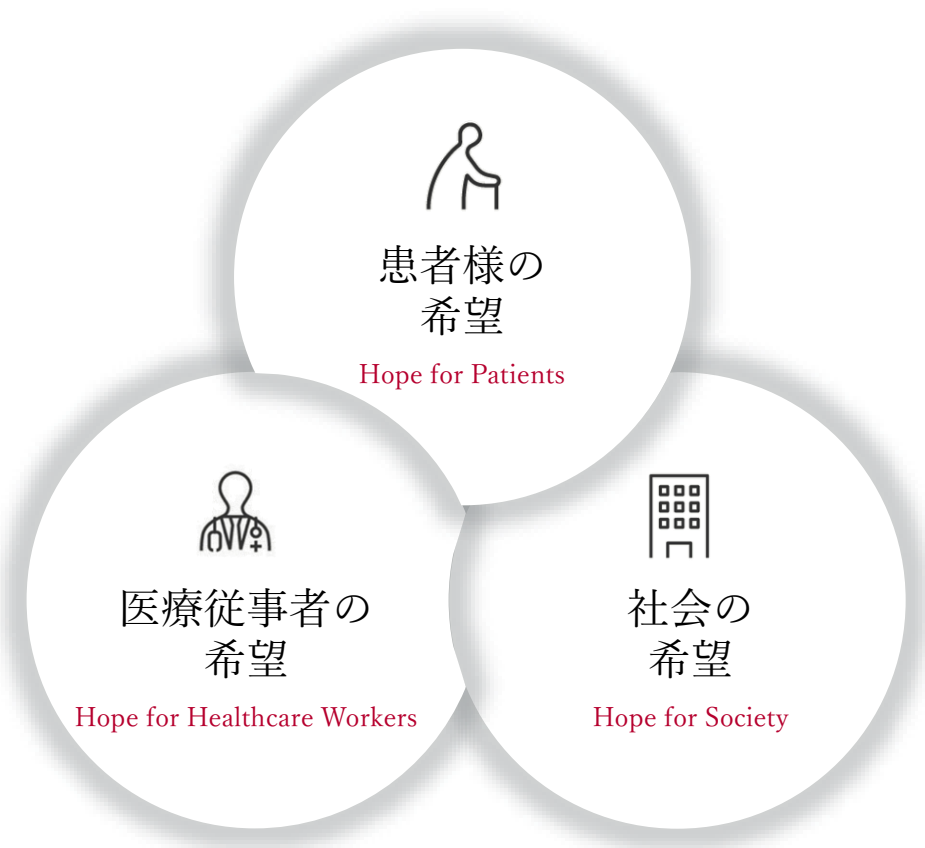 患者様の
希望
Hope for Patients
医療従事者の
希望
Hope for Healthcare Workers
社会の
希望
Hope for Society